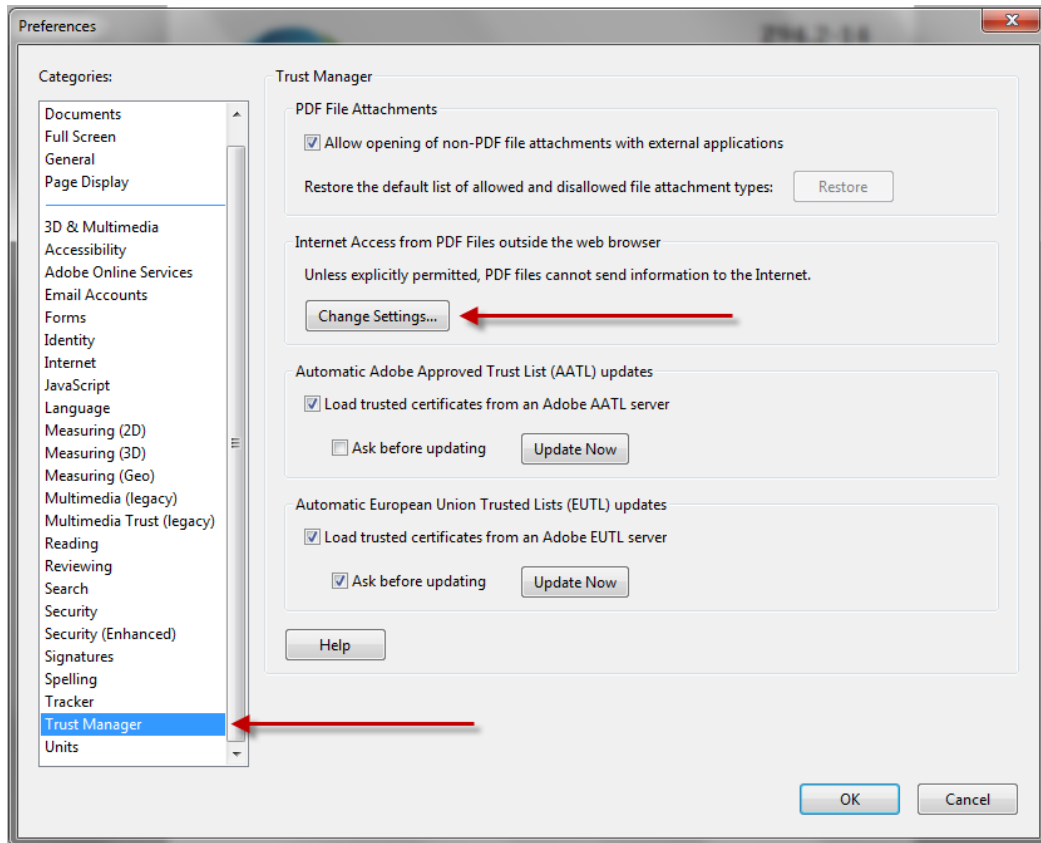 Preferences
Z94.2-14
Categories:
Documents
Full Screen
General
Page Display
3D & Multimedia
Accessibility
Adobe Online Services
Email Accounts
Forms
Identity
Internet
JavaScript
Language
Measuring (2D)
Measuring (3D)
Measuring (Geo)
Multimedia (legacy)
Multimedia Trust (legacy)
Reading
Reviewing
Search
Security
Security (Enhanced)
Signatures
Spelling
Tracker
Trust Manager
Units
Trust Manager
PDF File Attachments
Allow opening of non-PDF file attachments with external applications
Restore the default list of allowed and disallowed file attachment types: Restore
Internet Access from PDF Files outside the web browser
Unless explicitly permitted, PDF files cannot send information to the Internet.
Change Settings...
Automatic Adobe Approved Trust List (AATL) updates
Load trusted certificates from an Adobe AATL server
Ask before updating Update Now
Automatic European Union Trusted Lists (EUTL) updates
Load trusted certificates from an Adobe EUTL server
Ask before updating Update Now
Help
OK Cancel